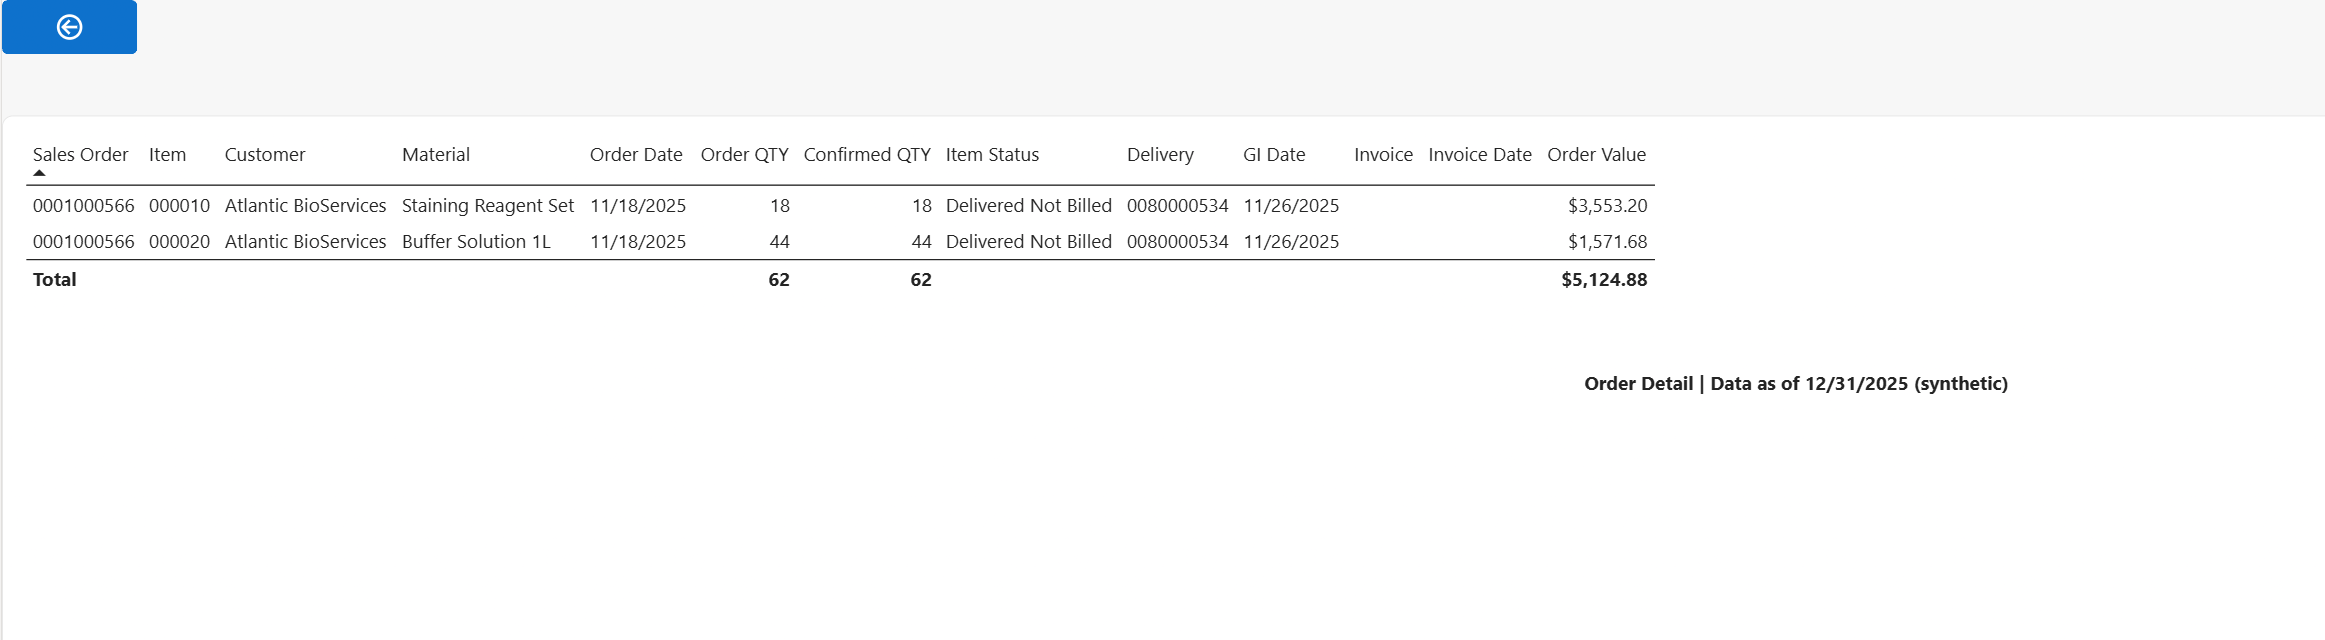 Sales Order Item Customer Material Order Date Order QTY Confirmed QTY Item Status Delivery GI Date Invoice Invoice Date Order Value
0001000566 000010 Atlantic BioServices Staining Reagent Set 11/18/2025 18 18 Delivered Not Billed 0080000534 11/26/2025 $3,553.20
0001000566 000020 Atlantic BioServices Buffer Solution 1L 11/18/2025 44 44 Delivered Not Billed 0080000534 11/26/2025 $1,571.68
Total 62 62 $5,124.88
Order Detail | Data as of 12/31/2025 (synthetic)